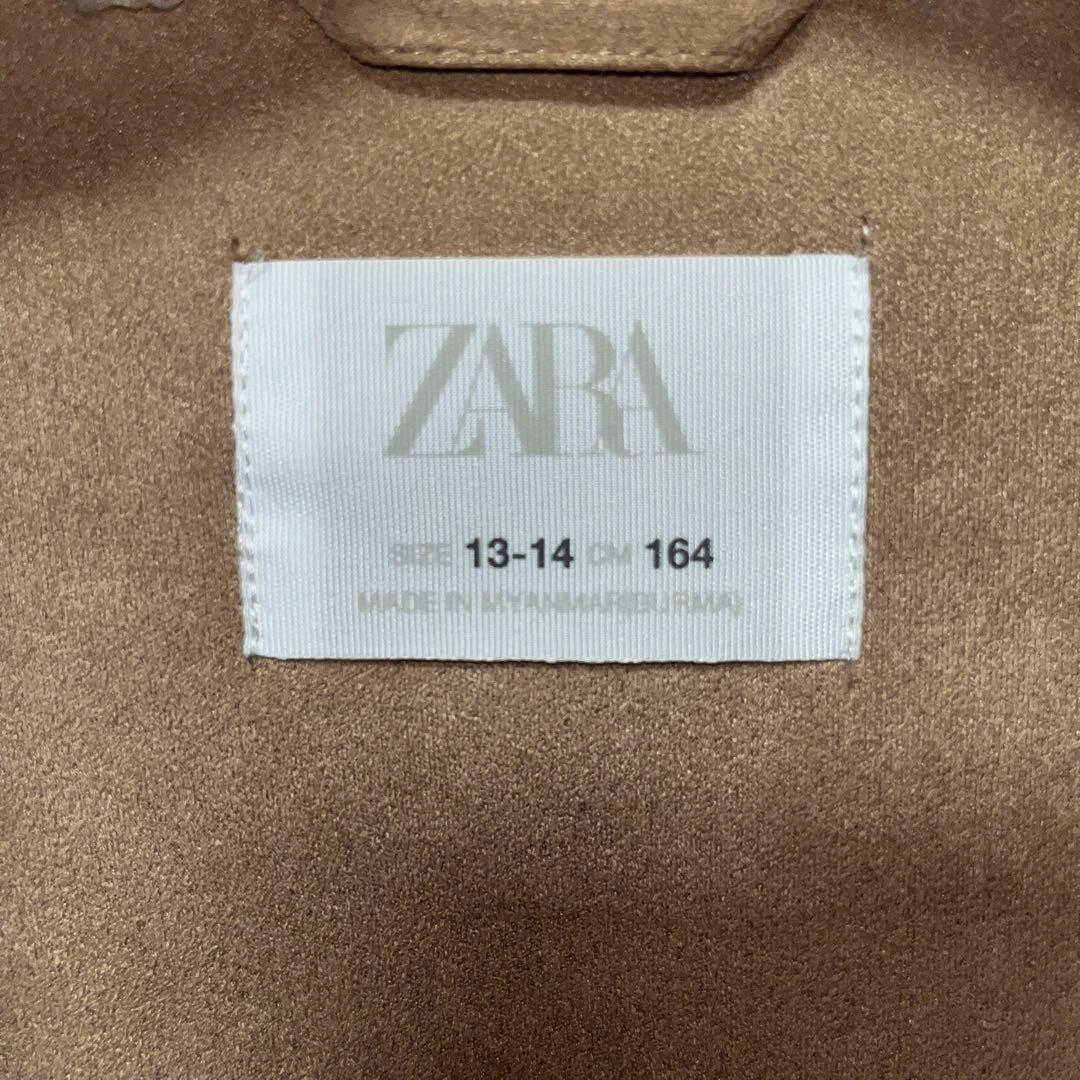 ZARA
SIZE 13-14 CM 164
MADE IN MYANMAR(BURMA)